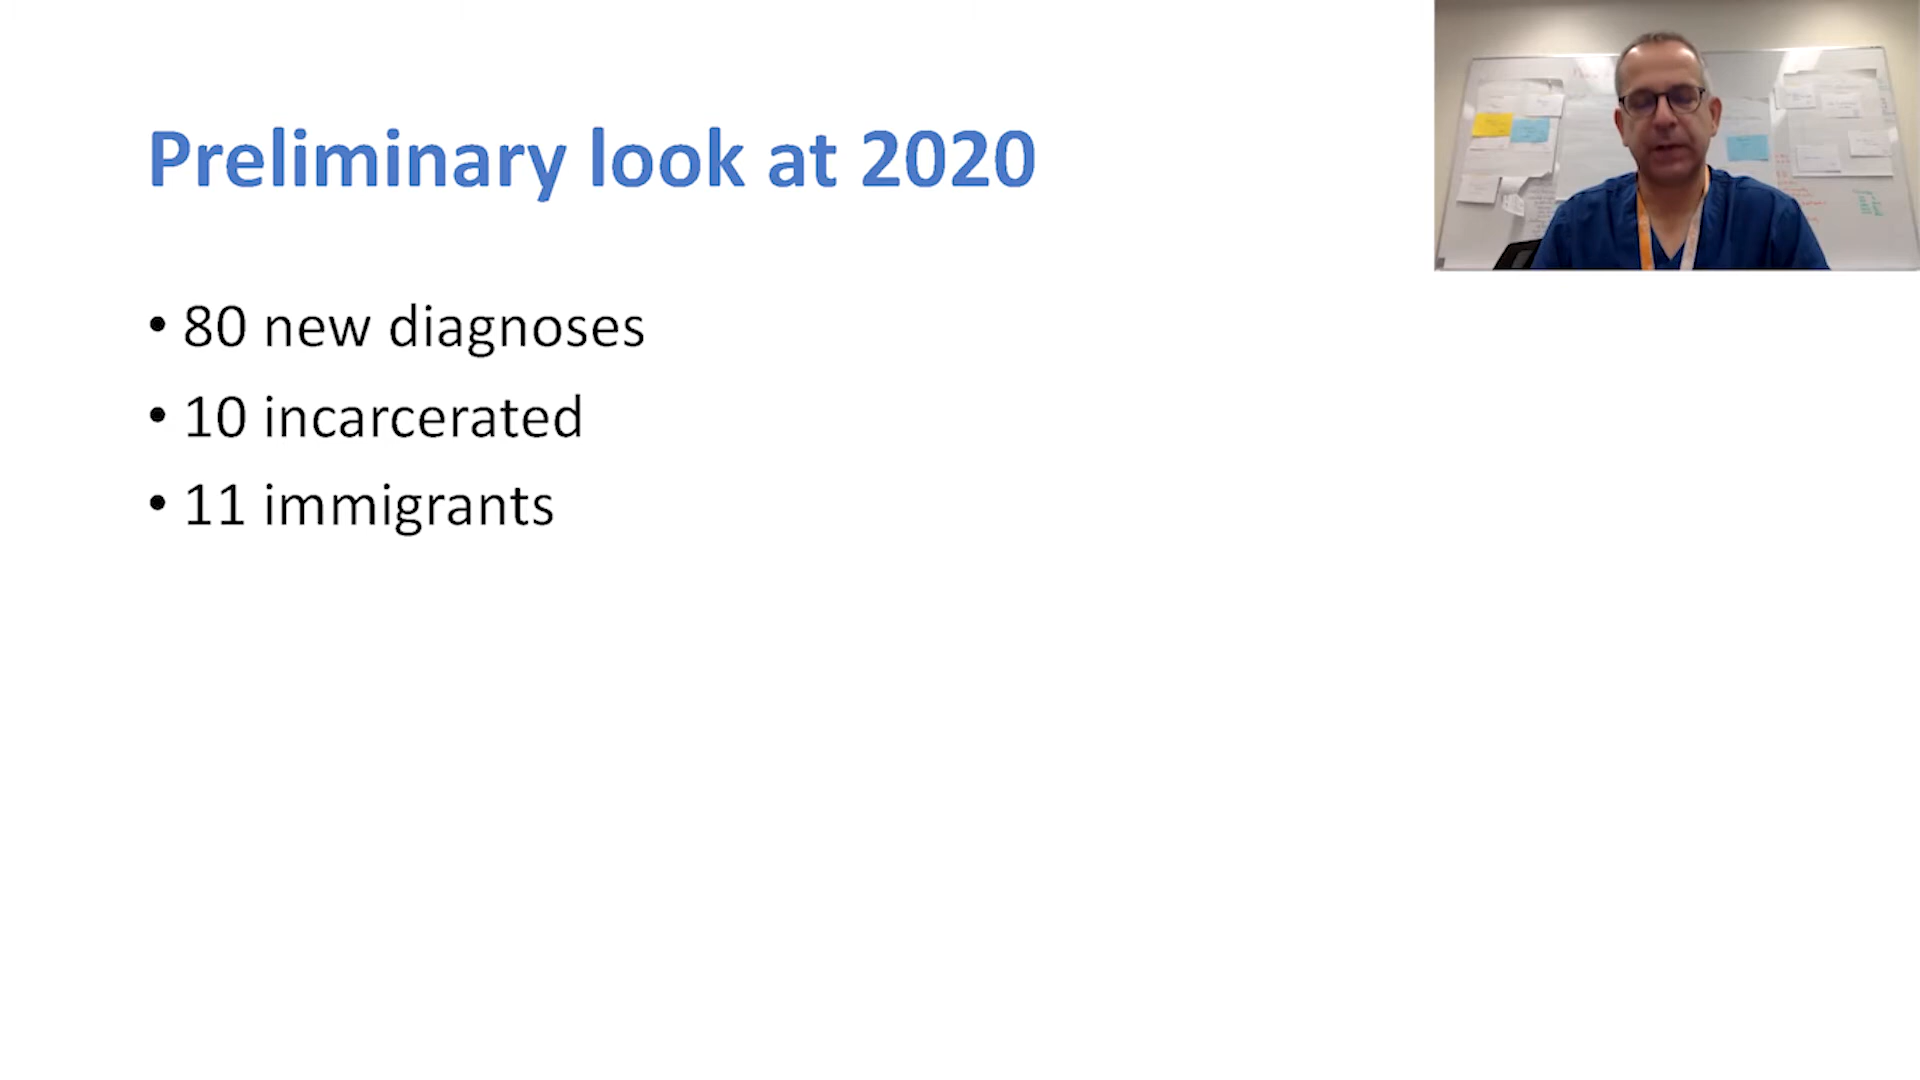 Preliminary look at 2020
• 80 new diagnoses
• 10 incarcerated
• 11 immigrants